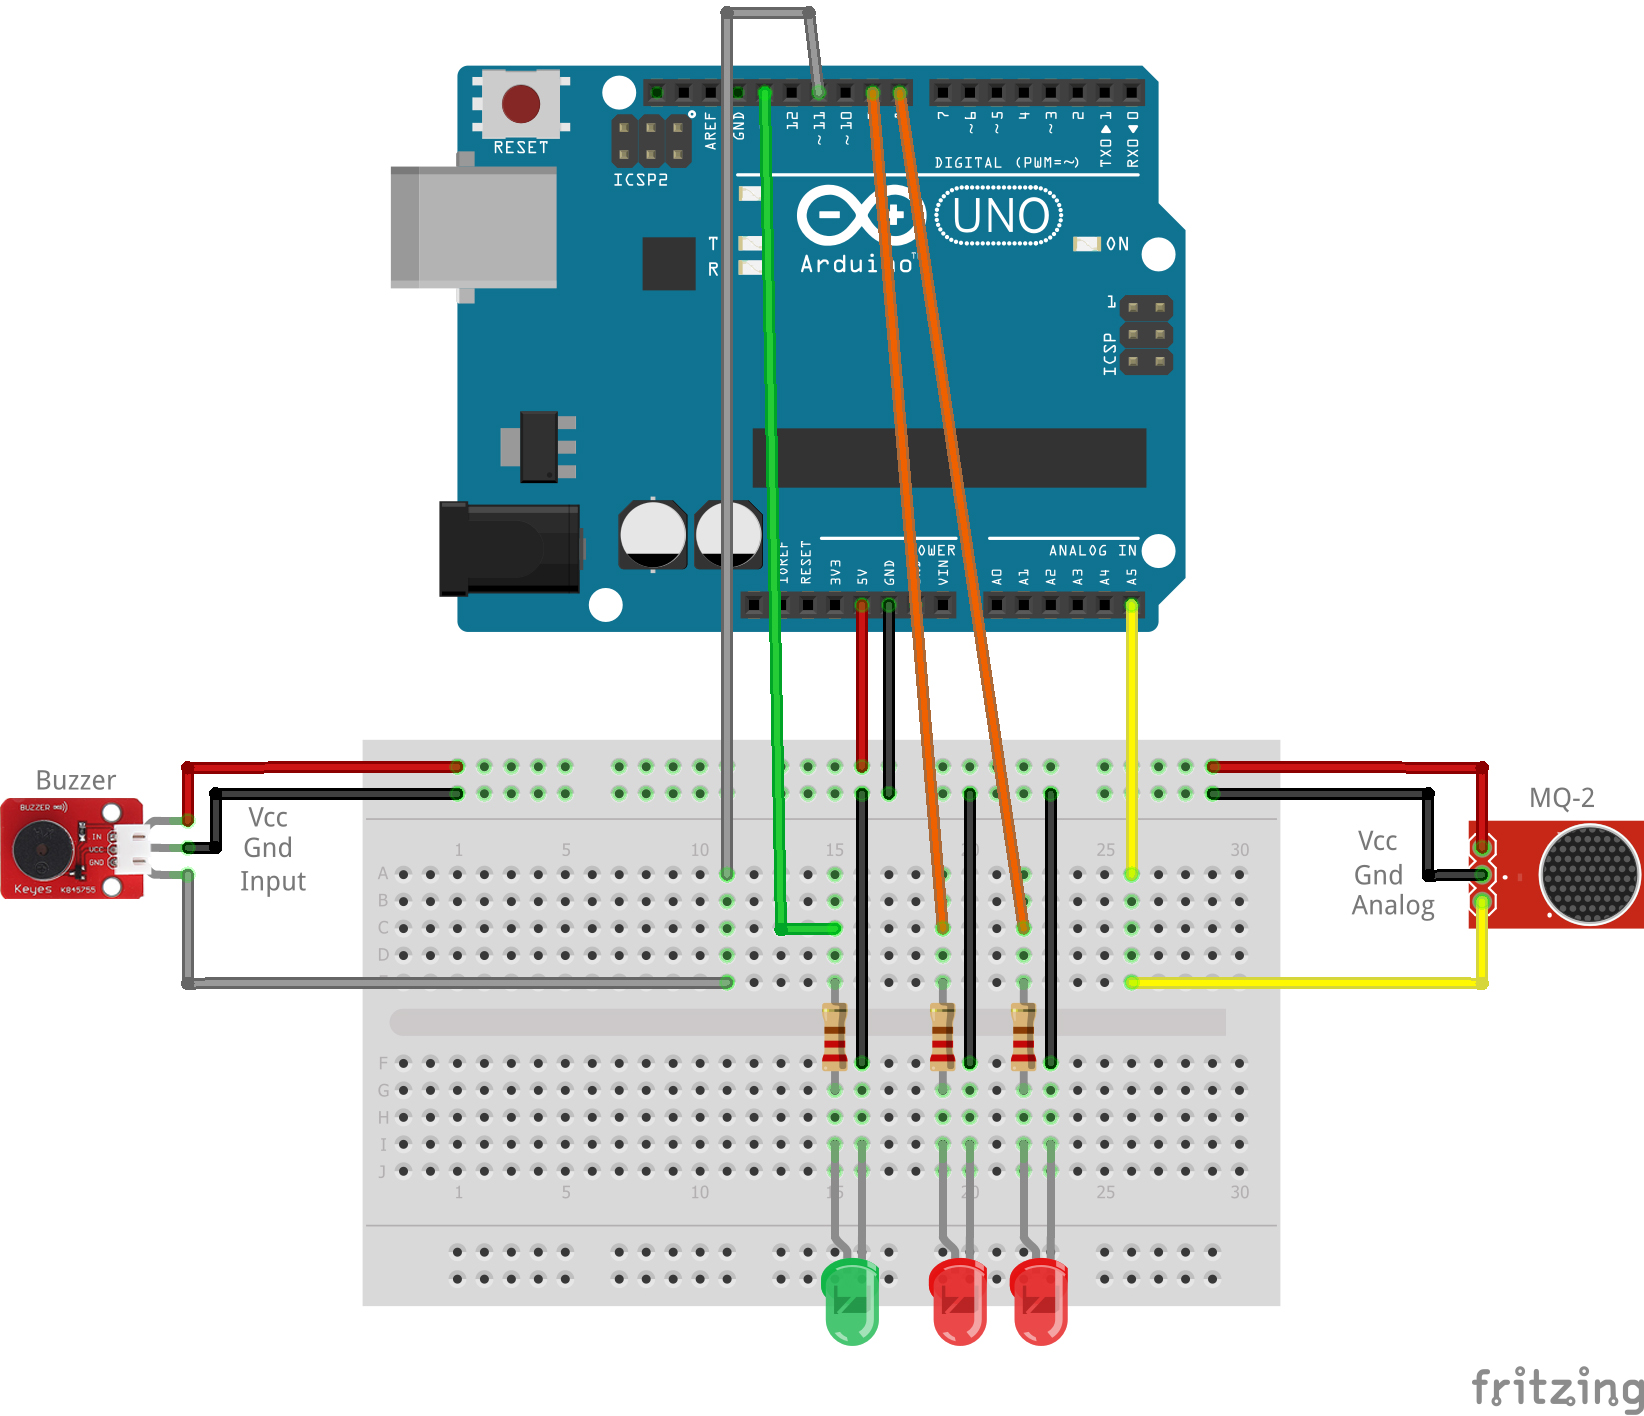 RESET
ICSP2
AREF
GND
12
~11
~10
7
~6
~5
4
~3
2
TX0▶1
RX0◀0
DIGITAL (PWM=~)
T
R
UNO
Arduino
TM
ON
1
ICSP
RESET
3V3
5V
GND
VIN
ANALOG IN
A0
A1
A2
A3
A4
A5
Buzzer
BUZZER
IN
VCC
GND
Keyes
Vcc
Gnd
Input
MQ-2
Vcc
Gnd
Analog
1 5 10 15 20 25 30
A
B
C
D
F
G
H
I
J
1 5 10 15 20 25 30
fritzing